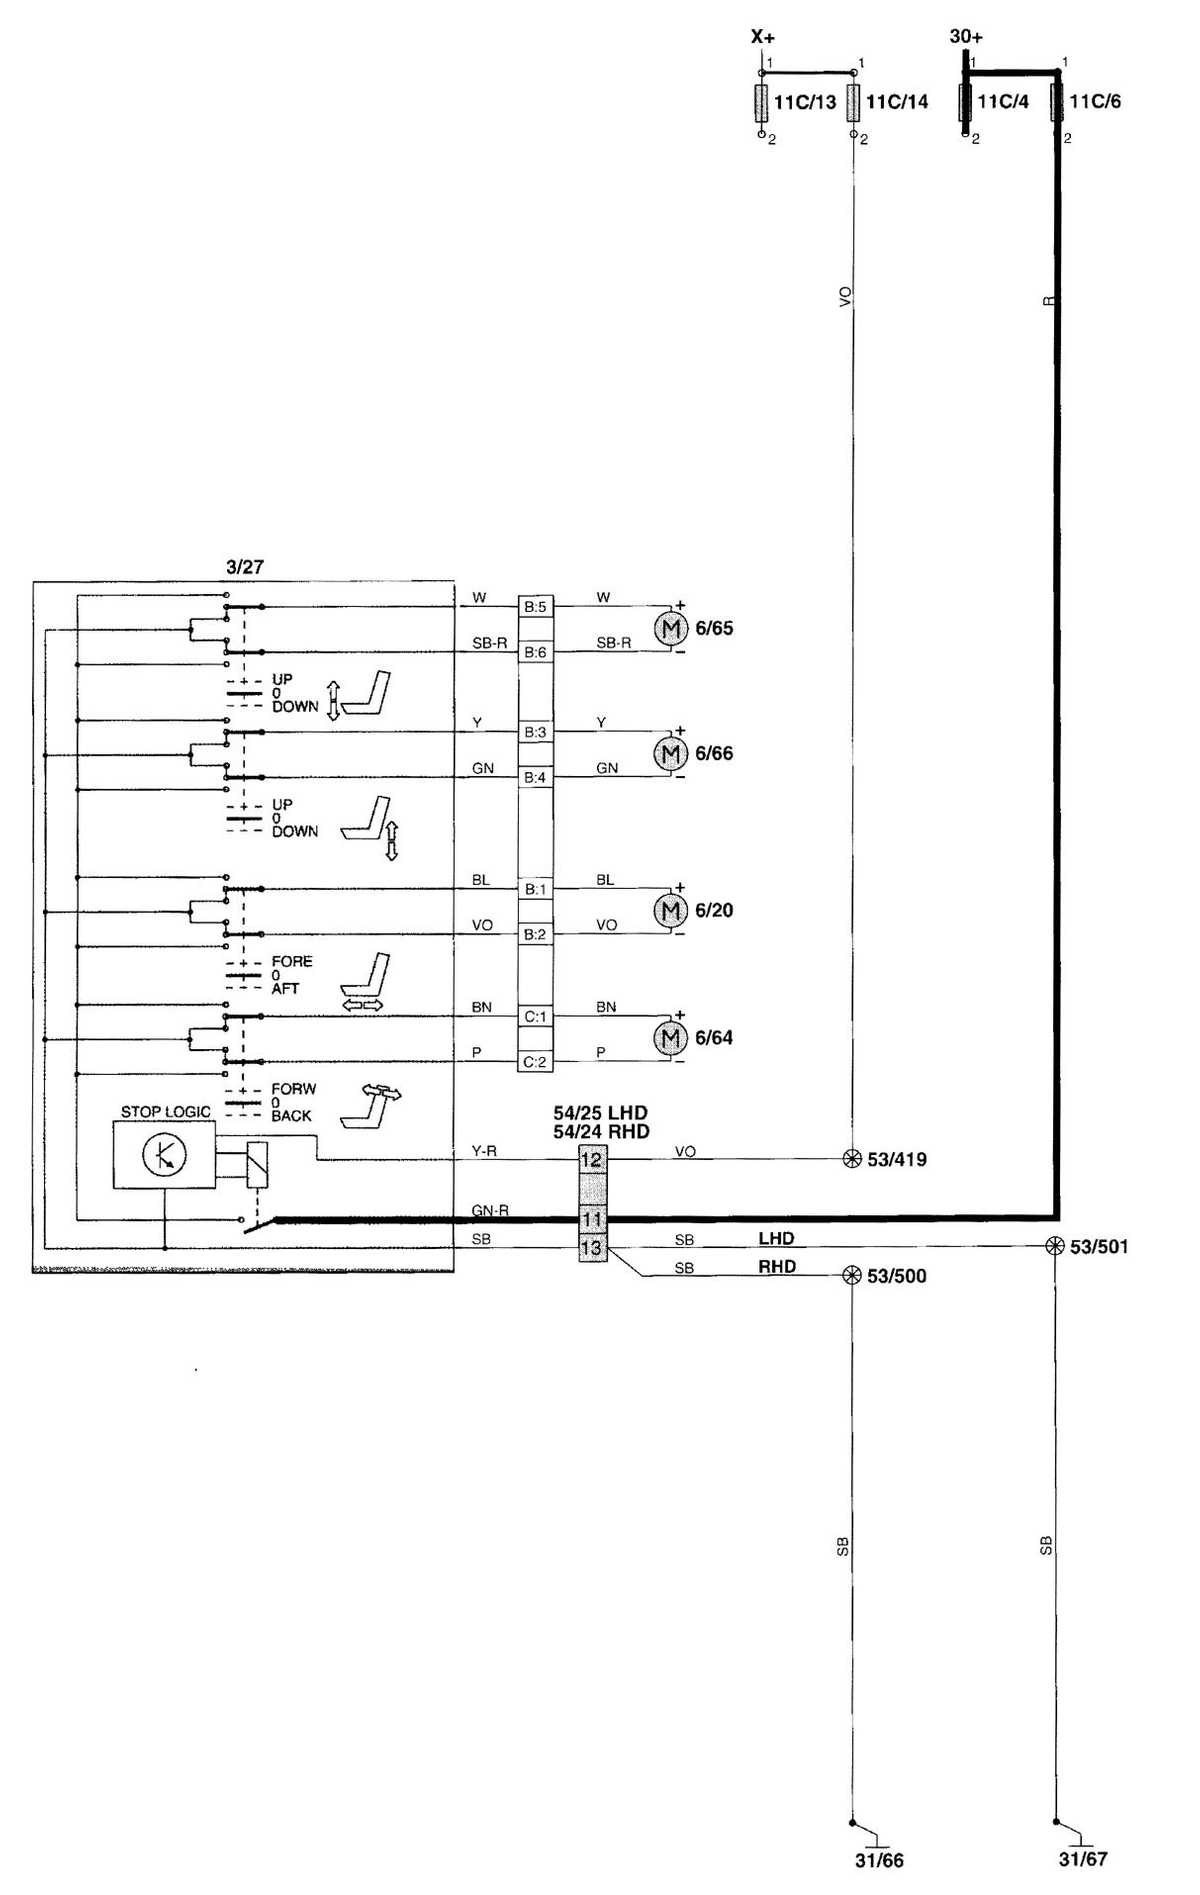 X+ 30+
1 1 1 1
11C/13 11C/14 11C/4 11C/6
2 2 2 2
VO R
3/27
W B:5 W +
M 6/65
SB-R B:6 SB-R −
UP
0
DOWN
Y B:3 Y +
M 6/66
GN B:4 GN −
UP
0
DOWN
BL B:1 BL +
M 6/20
VO B:2 VO −
FORE
0
AFT
BN C:1 BN +
M 6/64
P C:2 P −
FORW
0
BACK
STOP LOGIC
54/25 LHD
54/24 RHD
Y-R 12 VO 53/419
GN-R 11
SB 13 SB LHD 53/501
SB RHD 53/500
SB SB
31/66 31/67